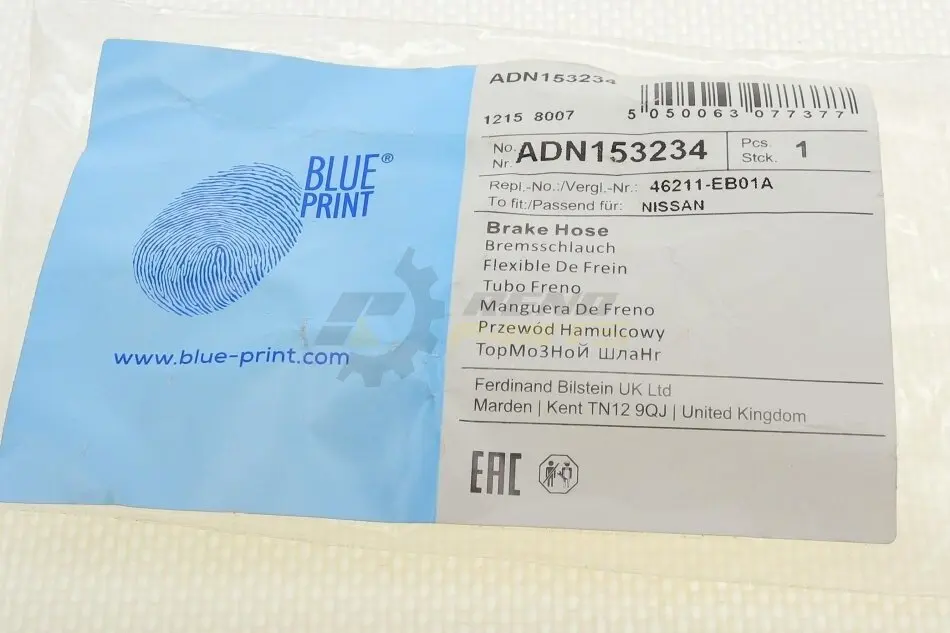 BLUE
PRINT®
www.blue-print.com
ADN153234
1215 8007
5 050063 077377
No.
Nr. ADN153234
Pcs.
Stck. 1
Repl.-No.:/Vergl.-Nr.: 46211-EB01A
To fit:/Passend für: NISSAN
Brake Hose
Bremsschlauch
Flexible De Frein
Tubo Freno
Manguera De Freno
Przewód Hamulcowy
ТорМоЗНоЙ ШлаНг
Ferdinand Bilstein UK Ltd
Marden | Kent TN12 9QJ | United Kingdom
EAC
RENO